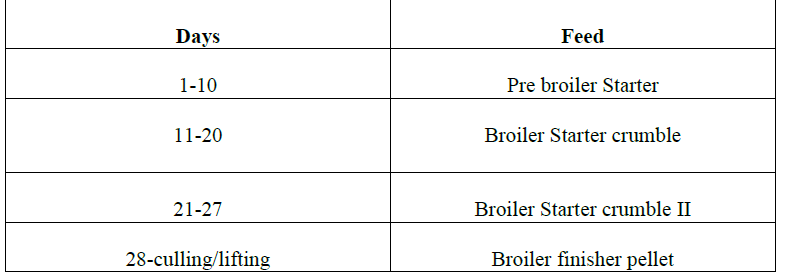 Days Feed
1-10 Pre broiler Starter
11-20 Broiler Starter crumble
21-27 Broiler Starter crumble II
28-culling/lifting Broiler finisher pellet